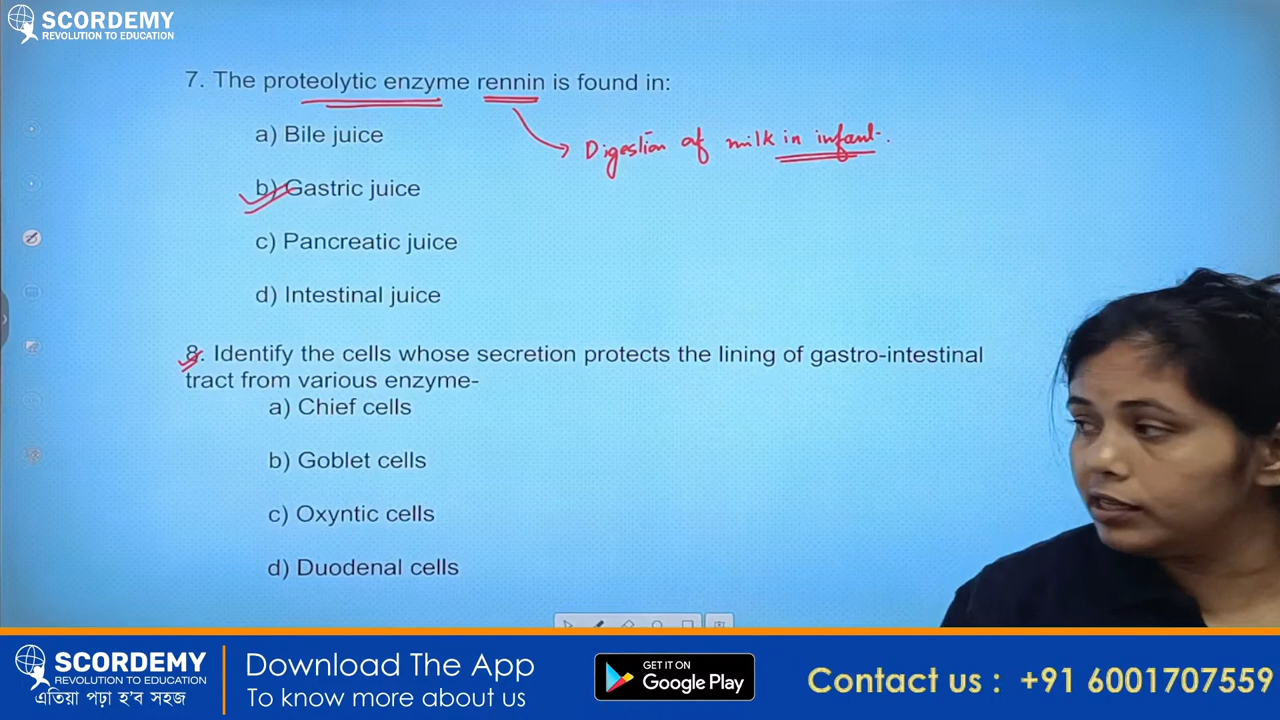 SCORDEMY
REVOLUTION TO EDUCATION
7. The proteolytic enzyme rennin is found in:
a) Bile juice
Digestion of milk in infant.
b) Gastric juice
c) Pancreatic juice
d) Intestinal juice
8. Identify the cells whose secretion protects the lining of gastro-intestinal
tract from various enzyme-
a) Chief cells
b) Goblet cells
c) Oxyntic cells
d) Duodenal cells
SCORDEMY
REVOLUTION TO EDUCATION
এতিয়া পঢ়া হ'ব সহজ
Download The App
To know more about us
GET IT ON
Google Play
Contact us : +91 6001707559